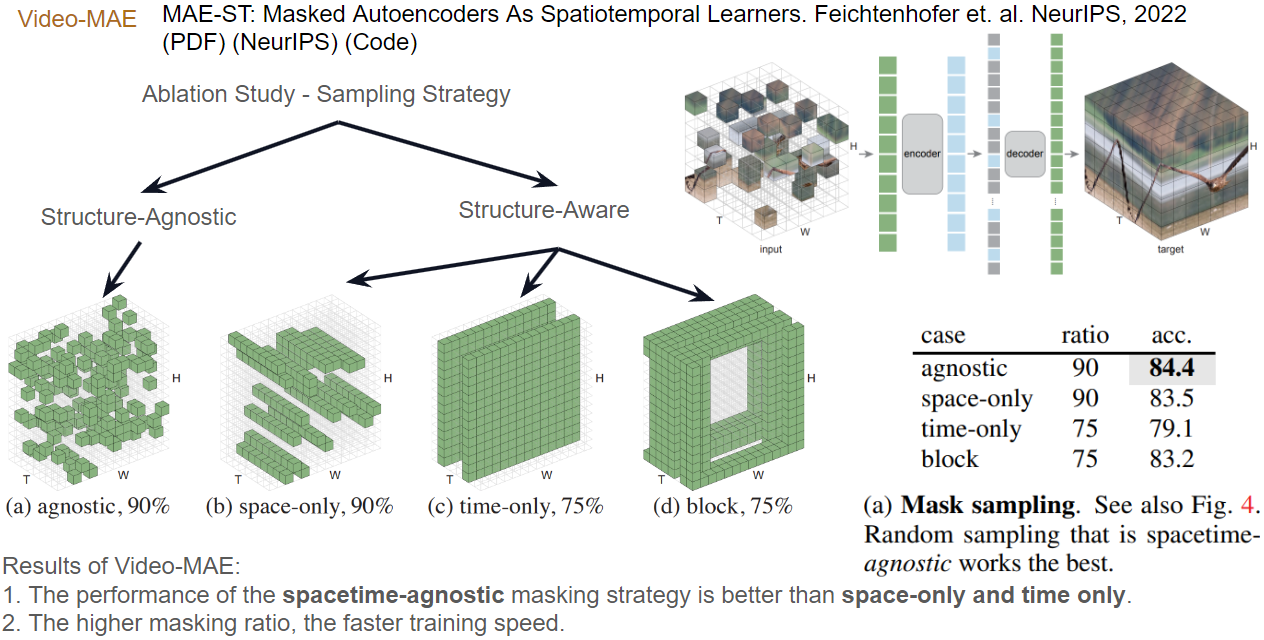 Video-MAE
MAE-ST: Masked Autoencoders As Spatiotemporal Learners. Feichtenhofer et. al. NeurIPS, 2022
(PDF) (NeurIPS) (Code)
Ablation Study - Sampling Strategy
Structure-Agnostic
Structure-Aware
H
T
W
input
encoder
decoder
H
T
W
target
H
T
W
(a) agnostic, 90%
H
T
W
(b) space-only, 90%
H
T
W
(c) time-only, 75%
H
T
W
(d) block, 75%
case ratio acc.
agnostic 90 84.4
space-only 90 83.5
time-only 75 79.1
block 75 83.2
(a) Mask sampling. See also Fig. 4.
Random sampling that is spacetime-
agnostic works the best.
Results of Video-MAE:
1. The performance of the spacetime-agnostic masking strategy is better than space-only and time only.
2. The higher masking ratio, the faster training speed.